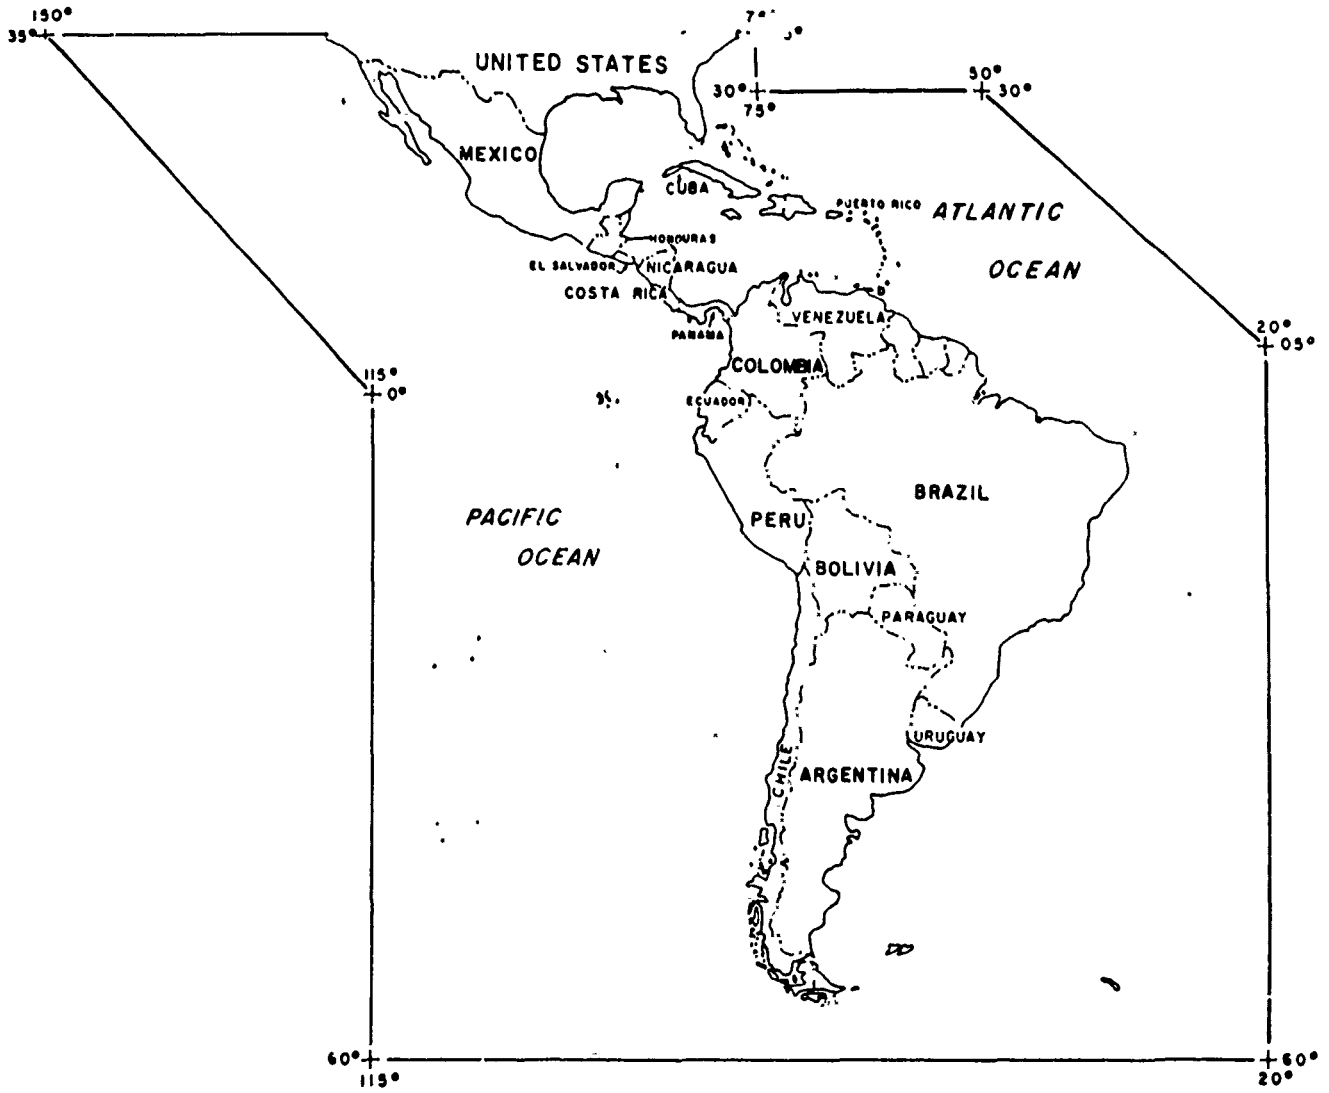 150°
35°
UNITED STATES
50°
30°
75°
30°
MEXICO
CUBA
PUERTO RICO
ATLANTIC
OCEAN
HONDURAS
EL SALVADOR
NICARAGUA
COSTA RICA
PANAMA
VENEZUELA
20°
05°
COLOMBIA
115°
0°
ECUADOR
BRAZIL
PACIFIC
OCEAN
PERU
BOLIVIA
PARAGUAY
URUGUAY
CHILE
ARGENTINA
60°
115°
60°
20°